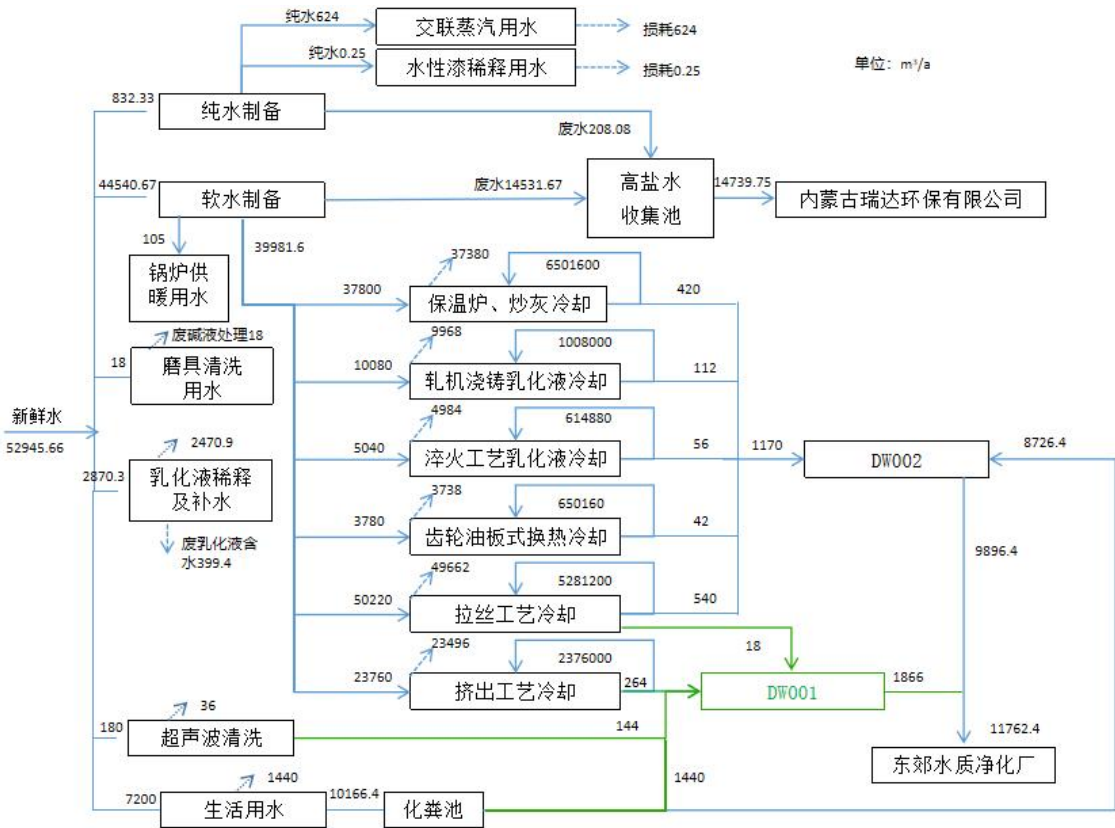 纯水624
交联蒸汽用水
损耗624
纯水0.25
水性漆稀释用水
损耗0.25
单位：m³/a
832.33
纯水制备
废水208.08
44540.67
软水制备
废水14531.67
高盐水
收集池
14739.75
内蒙古瑞达环保有限公司
105
39981.6
锅炉供
暖用水
37380
6501600
37800
保温炉、炒灰冷却
420
废碱液处理18
18
磨具清洗
用水
9968
1008000
10080
轧机浇铸乳化液冷却
112
新鲜水
52945.66
4984
614880
5040
淬火工艺乳化液冷却
56
1170
DW002
8726.4
2470.9
2870.3
乳化液稀释
及补水
废乳化液含
水399.4
3738
650160
3780
齿轮油板式换热冷却
42
9896.4
49662
5281200
50220
拉丝工艺冷却
540
18
23496
2376000
23760
挤出工艺冷却
264
DW001
1866
36
180
超声波清洗
144
11762.4
东郊水质净化厂
1440
7200
生活用水
10166.4
化粪池
1440